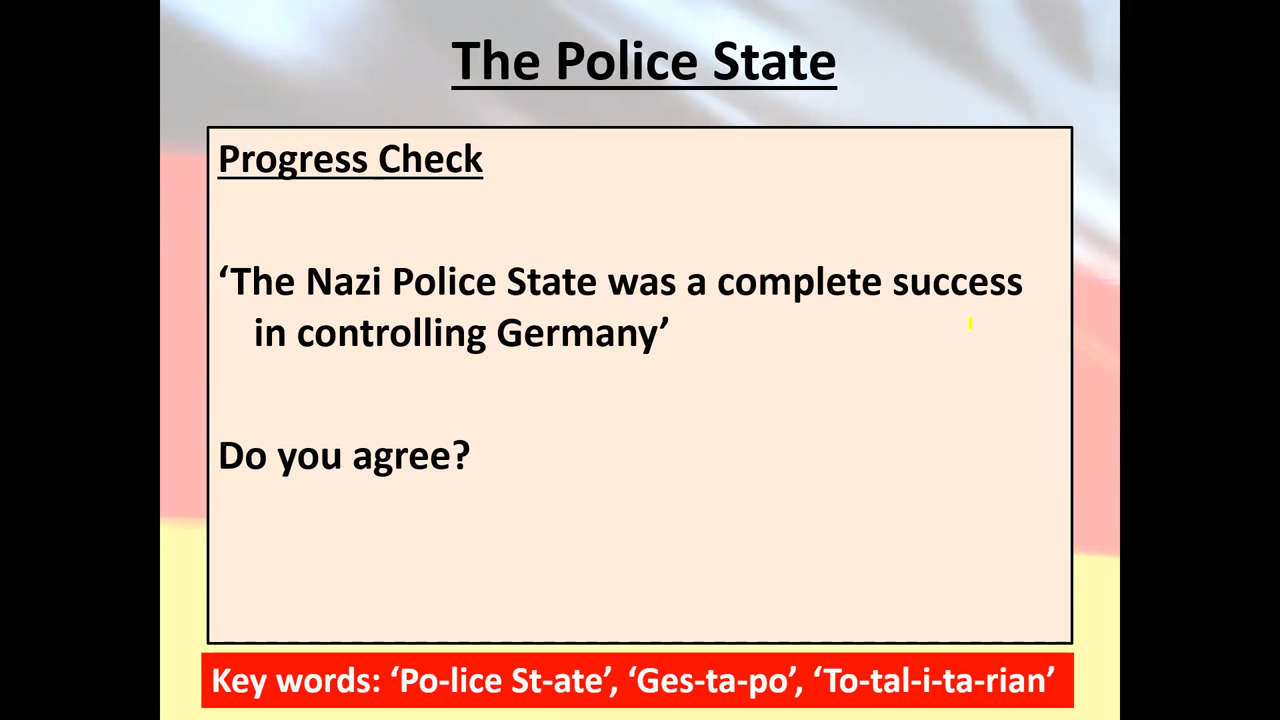 The Police State
Progress Check
‘The Nazi Police State was a complete success
in controlling Germany’
Do you agree?
Key words: ‘Po-lice St-ate’, ‘Ges-ta-po’, ‘To-tal-i-ta-rian’